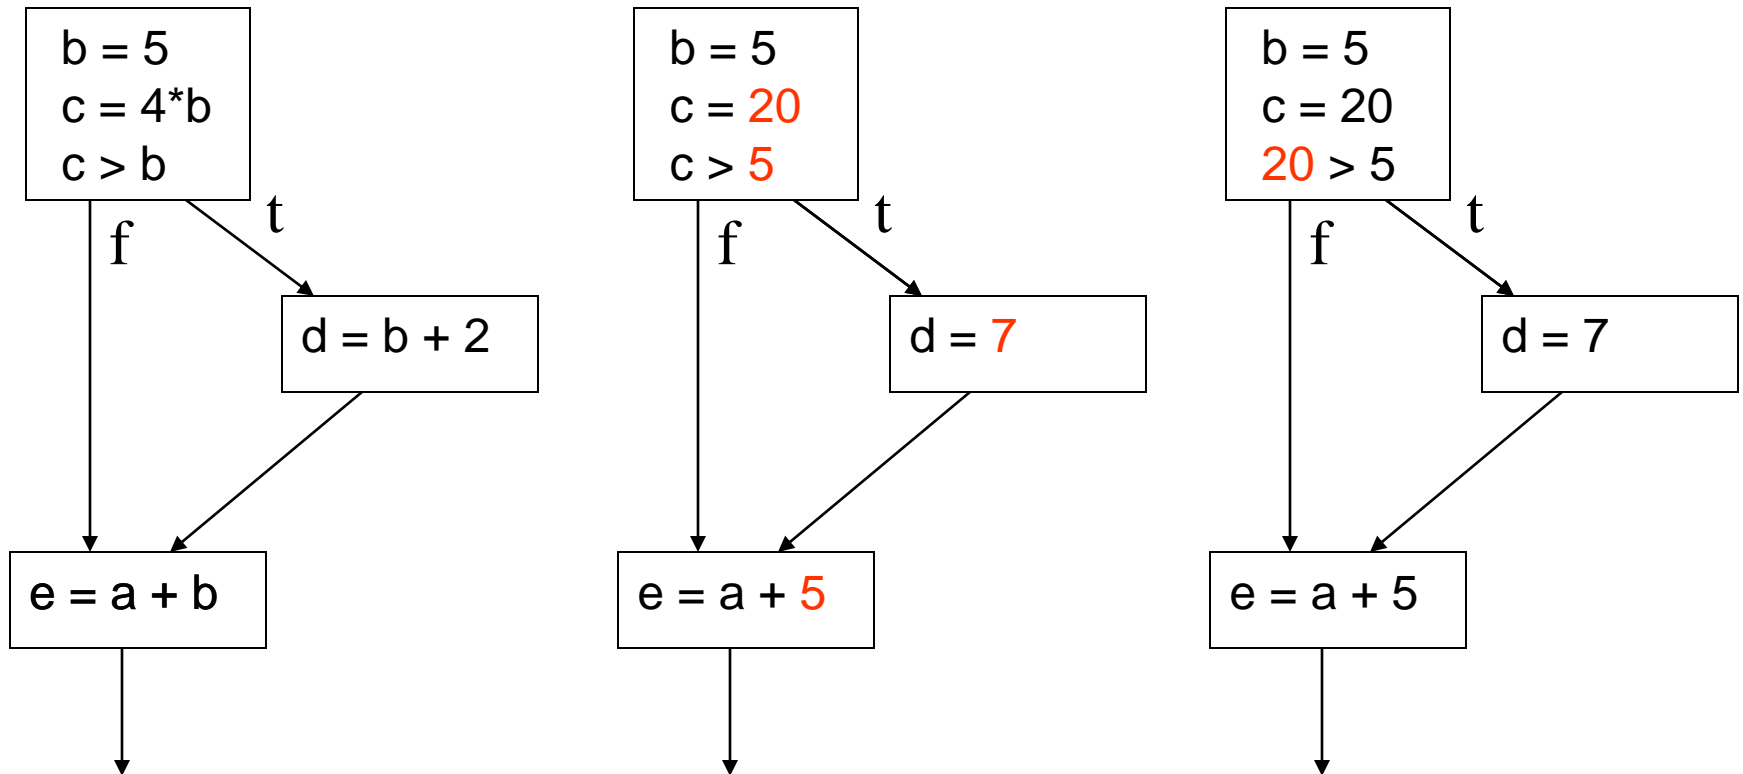 b = 5
c = 4*b
c > b
t
f
d = b + 2
e = a + b
b = 5
c = 20
c > 5
t
f
d = 7
e = a + 5
b = 5
c = 20
20 > 5
t
f
d = 7
e = a + 5